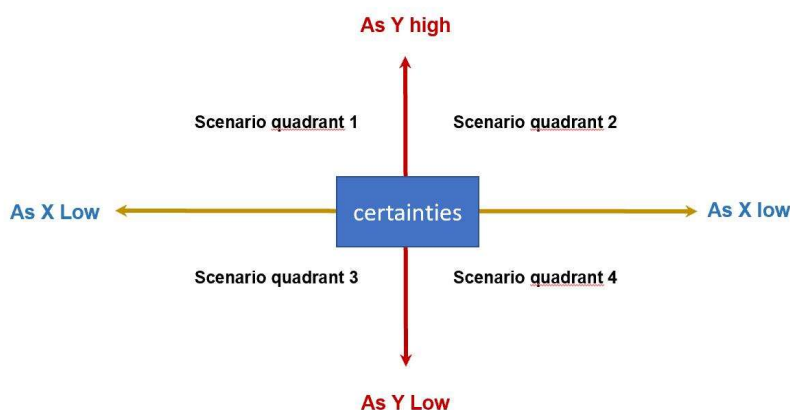 As Y high
Scenario quadrant 1
Scenario quadrant 2
As X Low
certainties
As X low
Scenario quadrant 3
Scenario quadrant 4
As Y Low